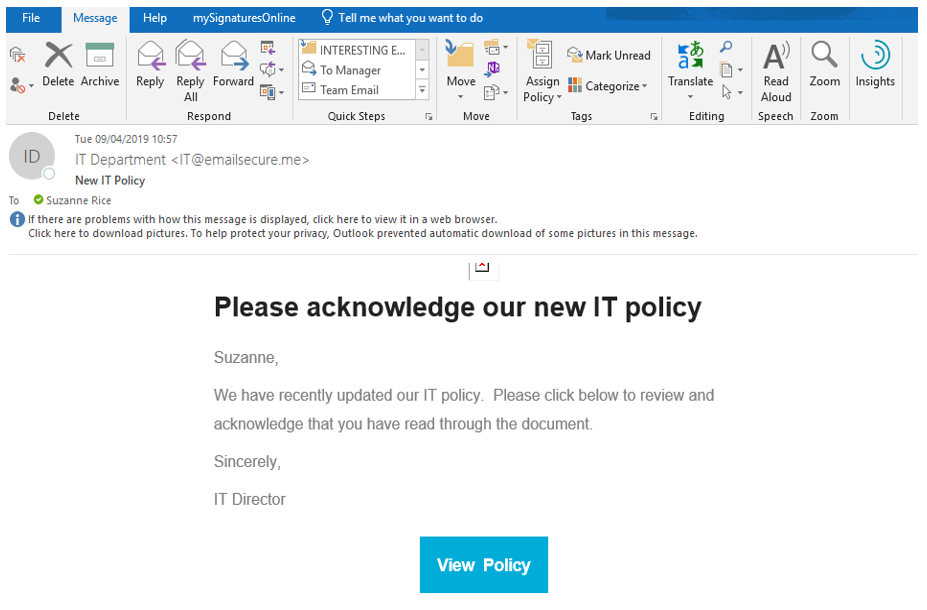 File Message Help mySignaturesOnline Tell me what you want to do
INTERESTING E...
To Manager
Team Email
Delete Archive Reply Reply All Forward Move Assign Policy Mark Unread Categorize Translate Read Aloud Zoom Insights
Delete Respond Quick Steps Move Tags Editing Speech Zoom
ID
Tue 09/04/2019 10:57
IT Department <IT@emailsecure.me>
New IT Policy
To Suzanne Rice
If there are problems with how this message is displayed, click here to view it in a web browser.
Click here to download pictures. To help protect your privacy, Outlook prevented automatic download of some pictures in this message.
Please acknowledge our new IT policy
Suzanne,
We have recently updated our IT policy. Please click below to review and
acknowledge that you have read through the document.
Sincerely,
IT Director
View Policy